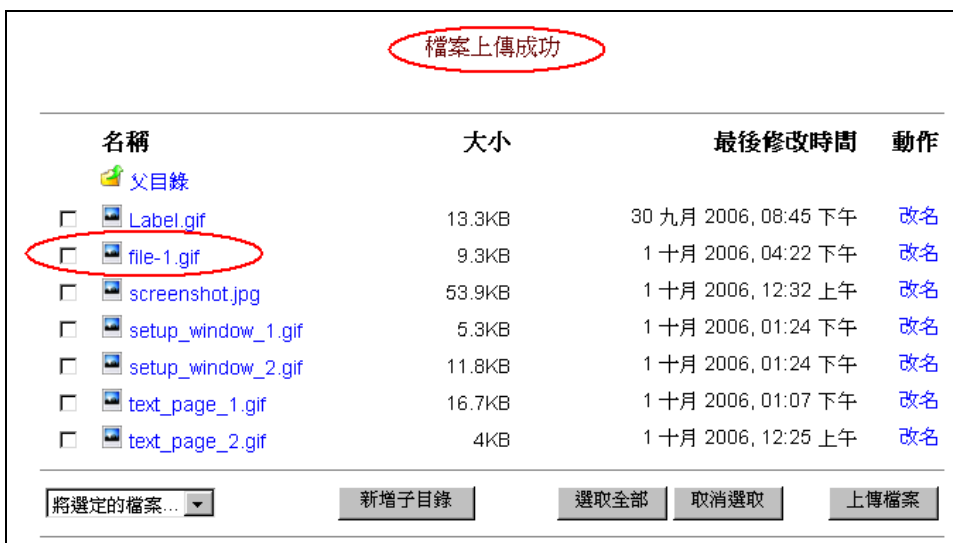 檔案上傳成功
名稱 大小 最後修改時間 動作
父目錄
Label.gif 13.3KB 30 九月 2006, 08:45 下午 改名
file-1.gif 9.3KB 1 十月 2006, 04:22 下午 改名
screenshot.jpg 53.9KB 1 十月 2006, 12:32 上午 改名
setup_window_1.gif 5.3KB 1 十月 2006, 01:24 下午 改名
setup_window_2.gif 11.8KB 1 十月 2006, 01:24 下午 改名
text_page_1.gif 16.7KB 1 十月 2006, 01:07 下午 改名
text_page_2.gif 4KB 1 十月 2006, 12:25 上午 改名
將選定的檔案... 新增子目錄 選取全部 取消選取 上傳檔案